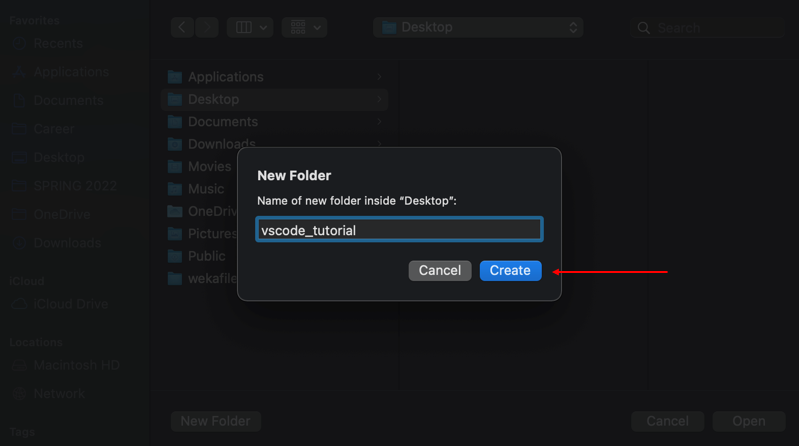 Favorites
Recents
Applications
Documents
Career
Desktop
SPRING 2022
OneDrive
Downloads
iCloud
iCloud Drive
Locations
Macintosh HD
Network
Tags
Desktop
Search
Applications
Desktop
Documents
Downloads
Movies
Music
OneDriv
Pictures
Public
wekafile
New Folder
Name of new folder inside “Desktop”:
vscode_tutorial
Cancel Create
New Folder Cancel Open